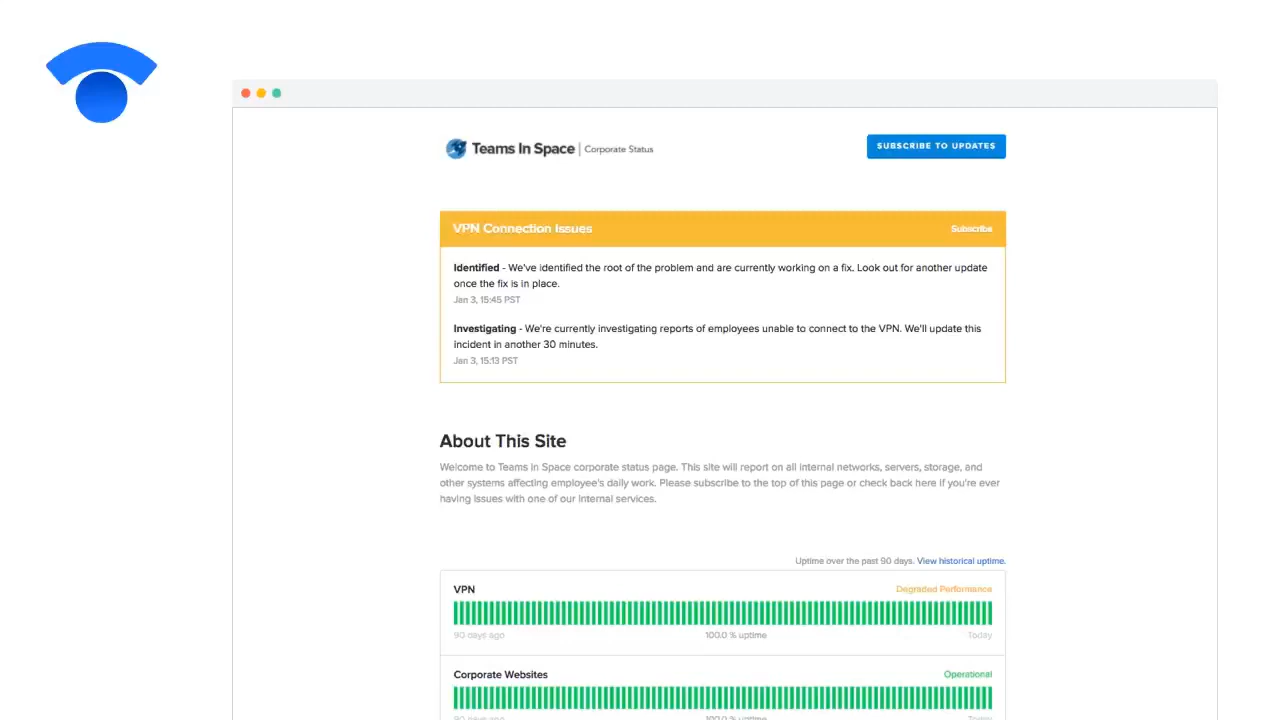 Teams In Space | Corporate Status
SUBSCRIBE TO UPDATES
VPN Connection Issues
Subscribe
Identified - We've identified the root of the problem and are currently working on a fix. Look out for another update
once the fix is in place.
Jan 3, 15:45 PST
Investigating - We're currently investigating reports of employees unable to connect to the VPN. We'll update this
incident in another 30 minutes.
Jan 3, 15:13 PST
About This Site
Welcome to Teams in Space corporate status page. This site will report on all internal networks, servers, storage, and
other systems affecting employee's daily work. Please subscribe to the top of this page or check back here if you're ever
having issues with one of our internal services.
Uptime over the past 90 days. View historical uptime.
VPN
Degraded Performance
90 days ago
100.0 % uptime
Today
Corporate Websites
Operational
90 days ago
100.0 % uptime
Today